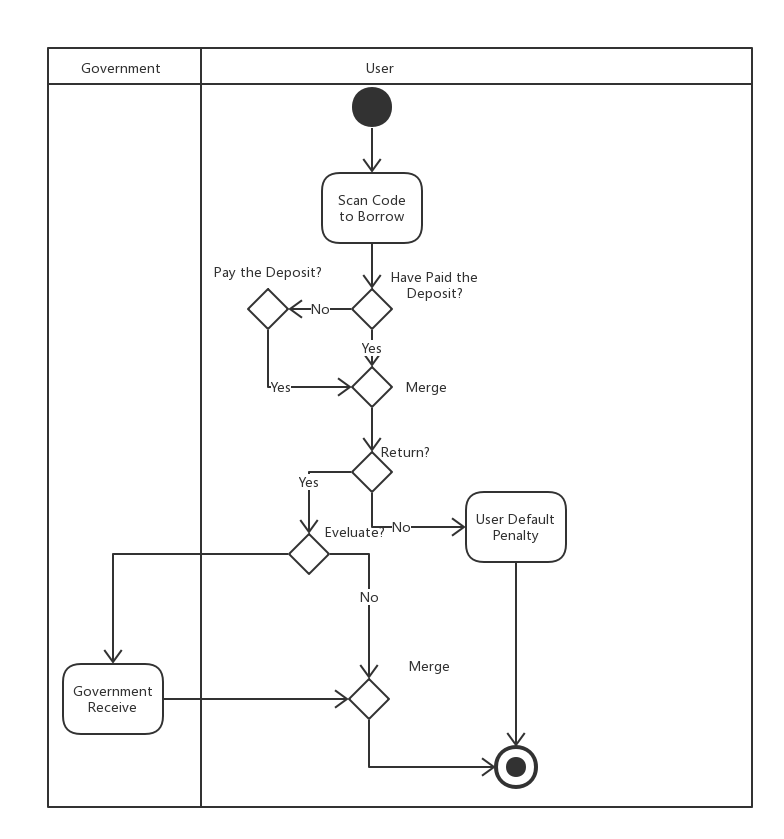 Government
User
Scan Code
to Borrow
Pay the Deposit?
Have Paid the
Deposit?
No
Yes
Yes
Merge
Return?
Yes
Eveluate?
No
User Default
Penalty
No
Merge
Government
Receive